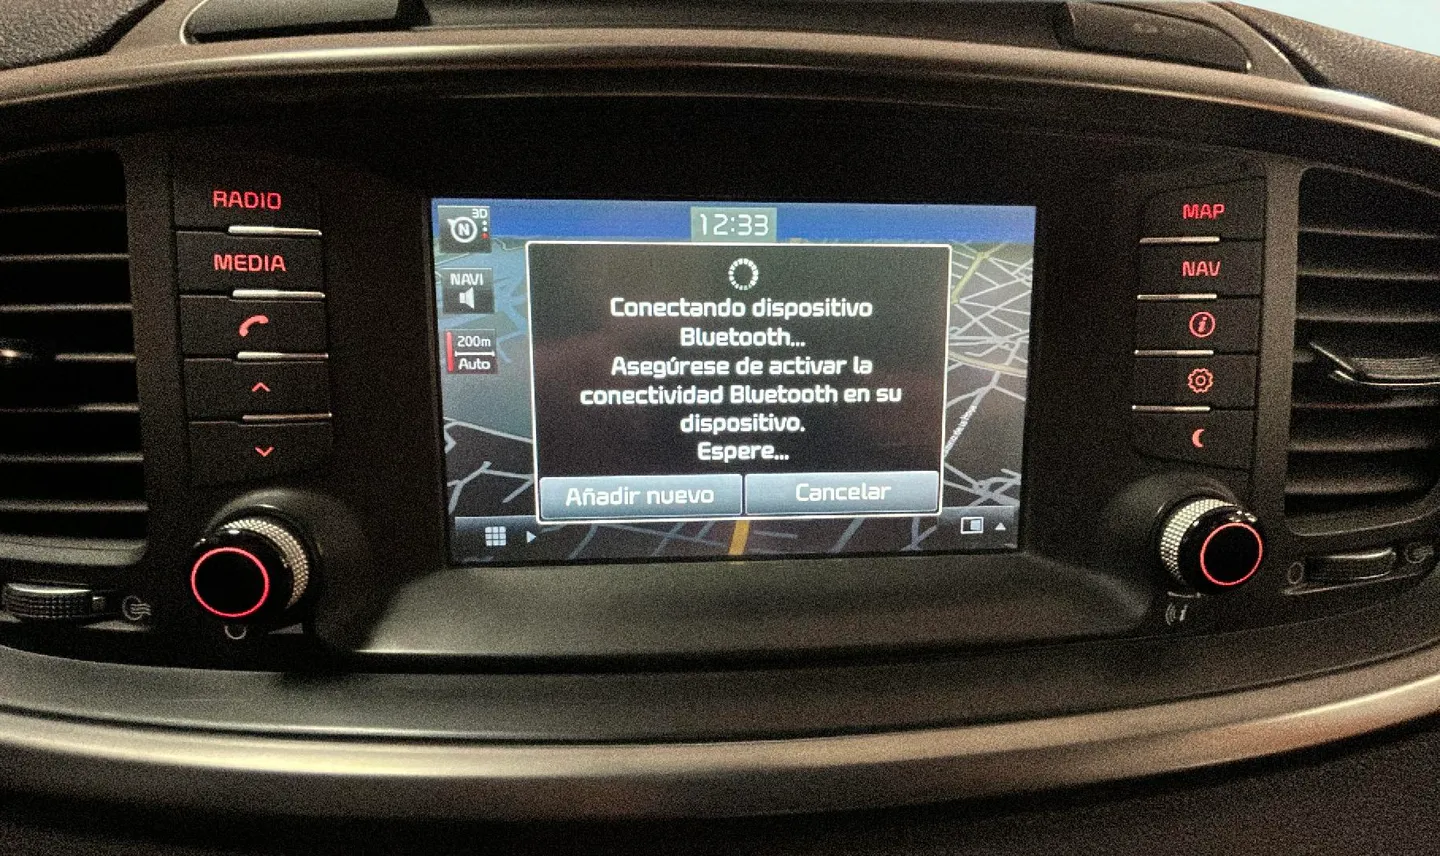 RADIO
MEDIA
3D
N
NAVI
200m
Auto
12:33
Conectando dispositivo
Bluetooth...
Asegúrese de activar la
conectividad Bluetooth en su
dispositivo.
Espere...
Añadir nuevo
Cancelar
MAP
NAV